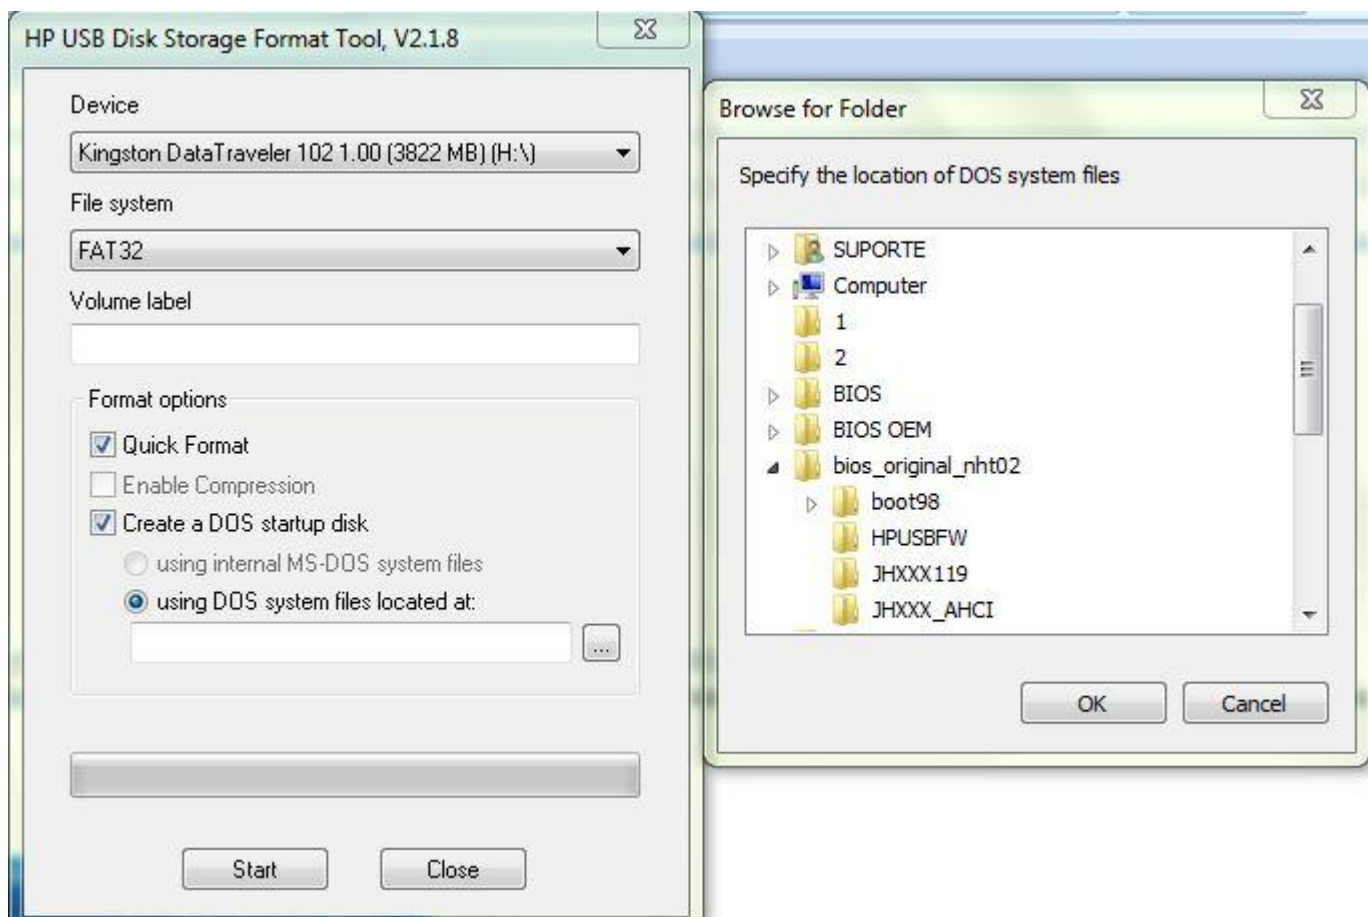 HP USB Disk Storage Format Tool, V2.1.8
Device
Kingston DataTraveler 102 1.00 (3822 MB) (H:\)
File system
FAT32
Volume label
Format options
Quick Format
Enable Compression
Create a DOS startup disk
using internal MS-DOS system files
using DOS system files located at:
...
Start
Close
Browse for Folder
Specify the location of DOS system files
SUPORTE
Computer
1
2
BIOS
BIOS OEM
bios_original_nht02
boot98
HPUSBFW
JHXXX119
JHXXX_AHCI
OK
Cancel